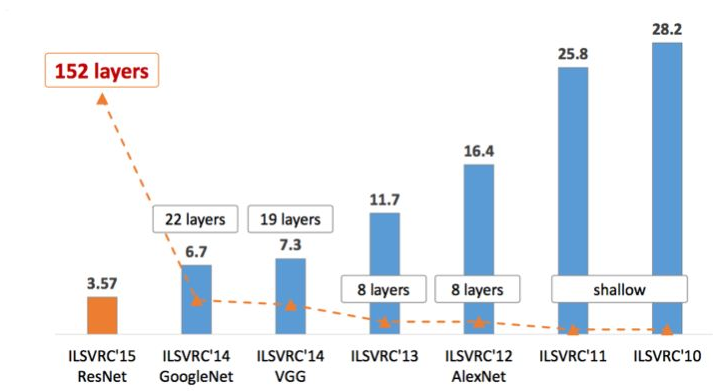 28.2
25.8
152 layers
16.4
11.7
22 layers
19 layers
6.7
7.3
3.57
8 layers
8 layers
shallow
ILSVRC'15
ResNet
ILSVRC'14
GoogleNet
ILSVRC'14
VGG
ILSVRC'13
ILSVRC'12
AlexNet
ILSVRC'11
ILSVRC'10